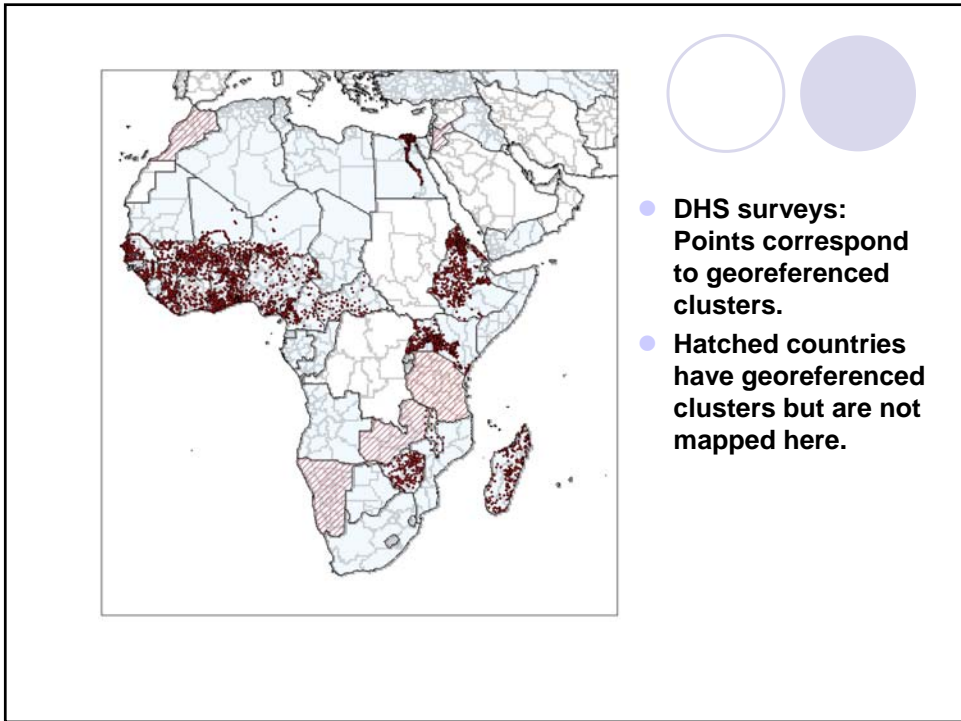 DHS surveys:
Points correspond
to georeferenced
clusters.
Hatched countries
have georeferenced
clusters but are not
mapped here.